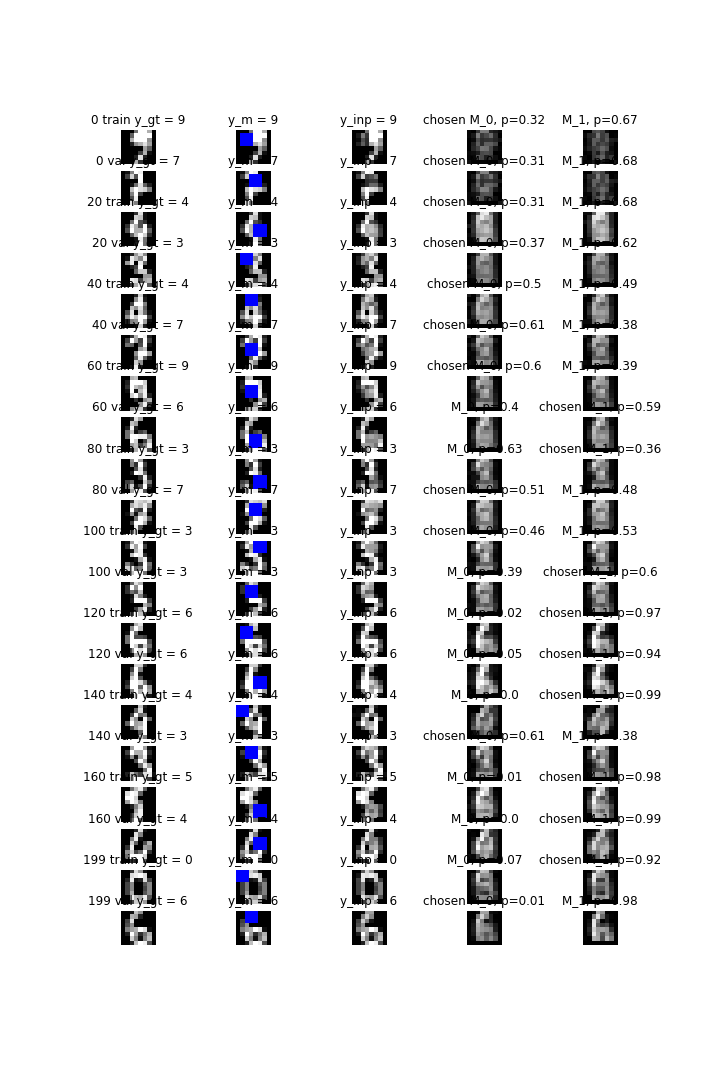 0 train y_gt = 9 y_m = 9 y_inp = 9 chosen M_0, p=0.32 M_1, p=0.67
0 val y_gt = 7 y_m = 7 y_inp = 7 chosen M_0, p=0.31 M_1, p=0.68
20 train y_gt = 4 y_m = 4 y_inp = 4 chosen M_0, p=0.31 M_1, p=0.68
20 val y_gt = 3 y_m = 3 y_inp = 3 chosen M_0, p=0.37 M_1, p=0.62
40 train y_gt = 4 y_m = 4 y_inp = 4 chosen M_0, p=0.5 M_1, p=0.49
40 val y_gt = 7 y_m = 7 y_inp = 7 chosen M_0, p=0.61 M_1, p=0.38
60 train y_gt = 9 y_m = 9 y_inp = 9 chosen M_0, p=0.6 M_1, p=0.39
60 val y_gt = 6 y_m = 6 y_inp = 6 M_0, p=0.4 chosen M_1, p=0.59
80 train y_gt = 3 y_m = 3 y_inp = 3 M_0, p=0.63 chosen M_1, p=0.36
80 val y_gt = 7 y_m = 7 y_inp = 7 chosen M_0, p=0.51 M_1, p=0.48
100 train y_gt = 3 y_m = 3 y_inp = 3 chosen M_0, p=0.46 M_1, p=0.53
100 val y_gt = 3 y_m = 3 y_inp = 3 M_0, p=0.39 chosen M_1, p=0.6
120 train y_gt = 6 y_m = 6 y_inp = 6 M_0, p=0.02 chosen M_1, p=0.97
120 val y_gt = 6 y_m = 6 y_inp = 6 M_0, p=0.05 chosen M_1, p=0.94
140 train y_gt = 4 y_m = 4 y_inp = 4 M_0, p=0.0 chosen M_1, p=0.99
140 val y_gt = 3 y_m = 3 y_inp = 3 chosen M_0, p=0.61 M_1, p=0.38
160 train y_gt = 5 y_m = 5 y_inp = 5 M_0, p=0.01 chosen M_1, p=0.98
160 val y_gt = 4 y_m = 4 y_inp = 4 M_0, p=0.0 chosen M_1, p=0.99
199 train y_gt = 0 y_m = 0 y_inp = 0 M_0, p=0.07 chosen M_1, p=0.92
199 val y_gt = 6 y_m = 6 y_inp = 6 chosen M_0, p=0.01 M_1, p=0.98